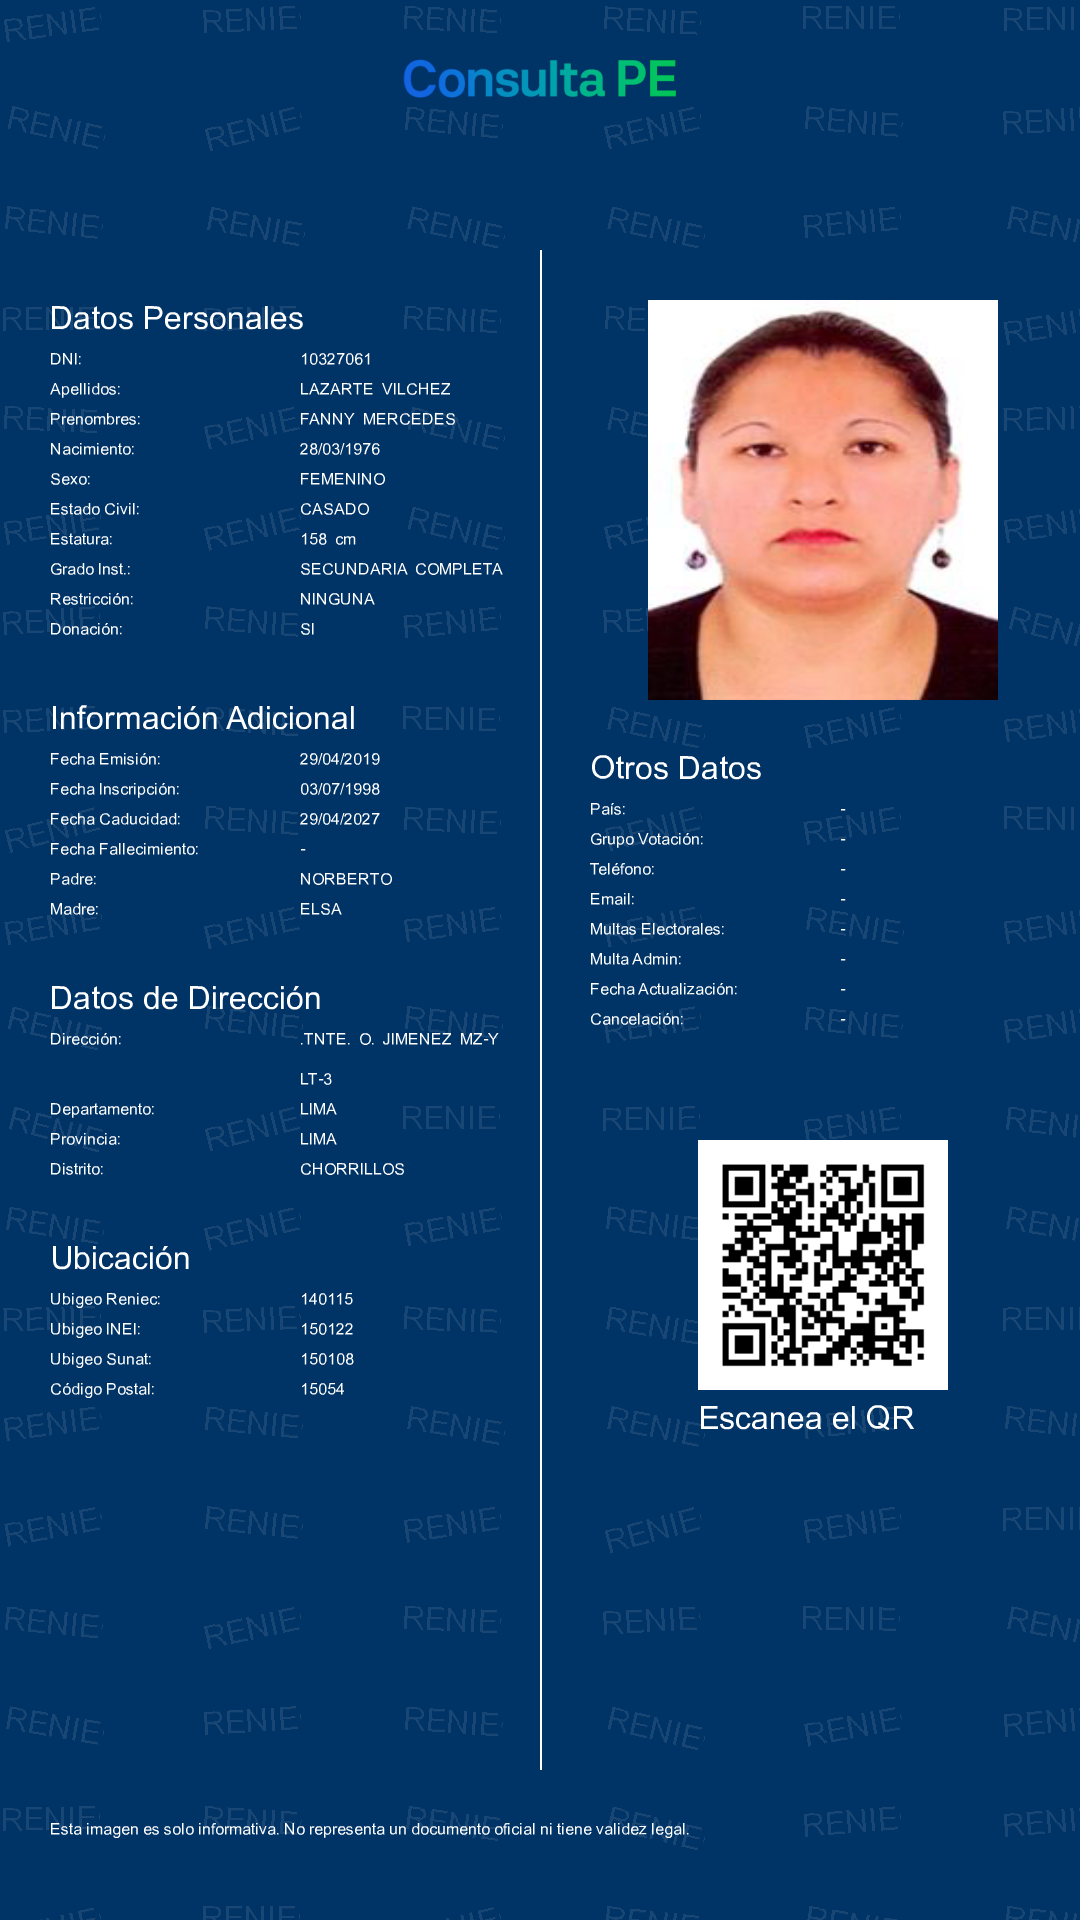 Consulta PE
Datos Personales
DNI: 10327061
Apellidos: LAZARTE VILCHEZ
Prenombres: FANNY MERCEDES
Nacimiento: 28/03/1976
Sexo: FEMENINO
Estado Civil: CASADO
Estatura: 158 cm
Grado Inst.: SECUNDARIA COMPLETA
Restricción: NINGUNA
Donación: SI
Información Adicional
Fecha Emisión: 29/04/2019
Fecha Inscripción: 03/07/1998
Fecha Caducidad: 29/04/2027
Fecha Fallecimiento: -
Padre: NORBERTO
Madre: ELSA
Datos de Dirección
Dirección: .TNTE. O. JIMENEZ MZ-Y
LT-3
Departamento: LIMA
Provincia: LIMA
Distrito: CHORRILLOS
Ubicación
Ubigeo Reniec: 140115
Ubigeo INEI: 150122
Ubigeo Sunat: 150108
Código Postal: 15054
Otros Datos
País: -
Grupo Votación: -
Teléfono: -
Email: -
Multas Electorales: -
Multa Admin: -
Fecha Actualización: -
Cancelación: -
Escanea el QR
Esta imagen es solo informativa. No representa un documento oficial ni tiene validez legal.